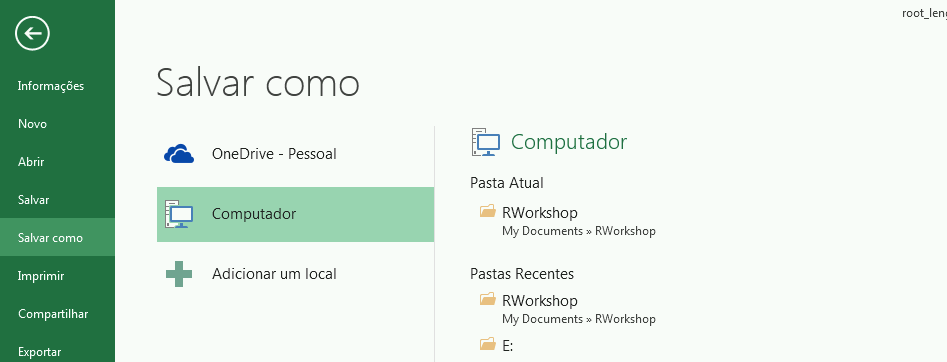 root_leng
Informações
Novo
Abrir
Salvar
Salvar como
Imprimir
Compartilhar
Exportar
Salvar como
OneDrive - Pessoal
Computador
Adicionar um local
Computador
Pasta Atual
RWorkshop
My Documents » RWorkshop
Pastas Recentes
RWorkshop
My Documents » RWorkshop
E: